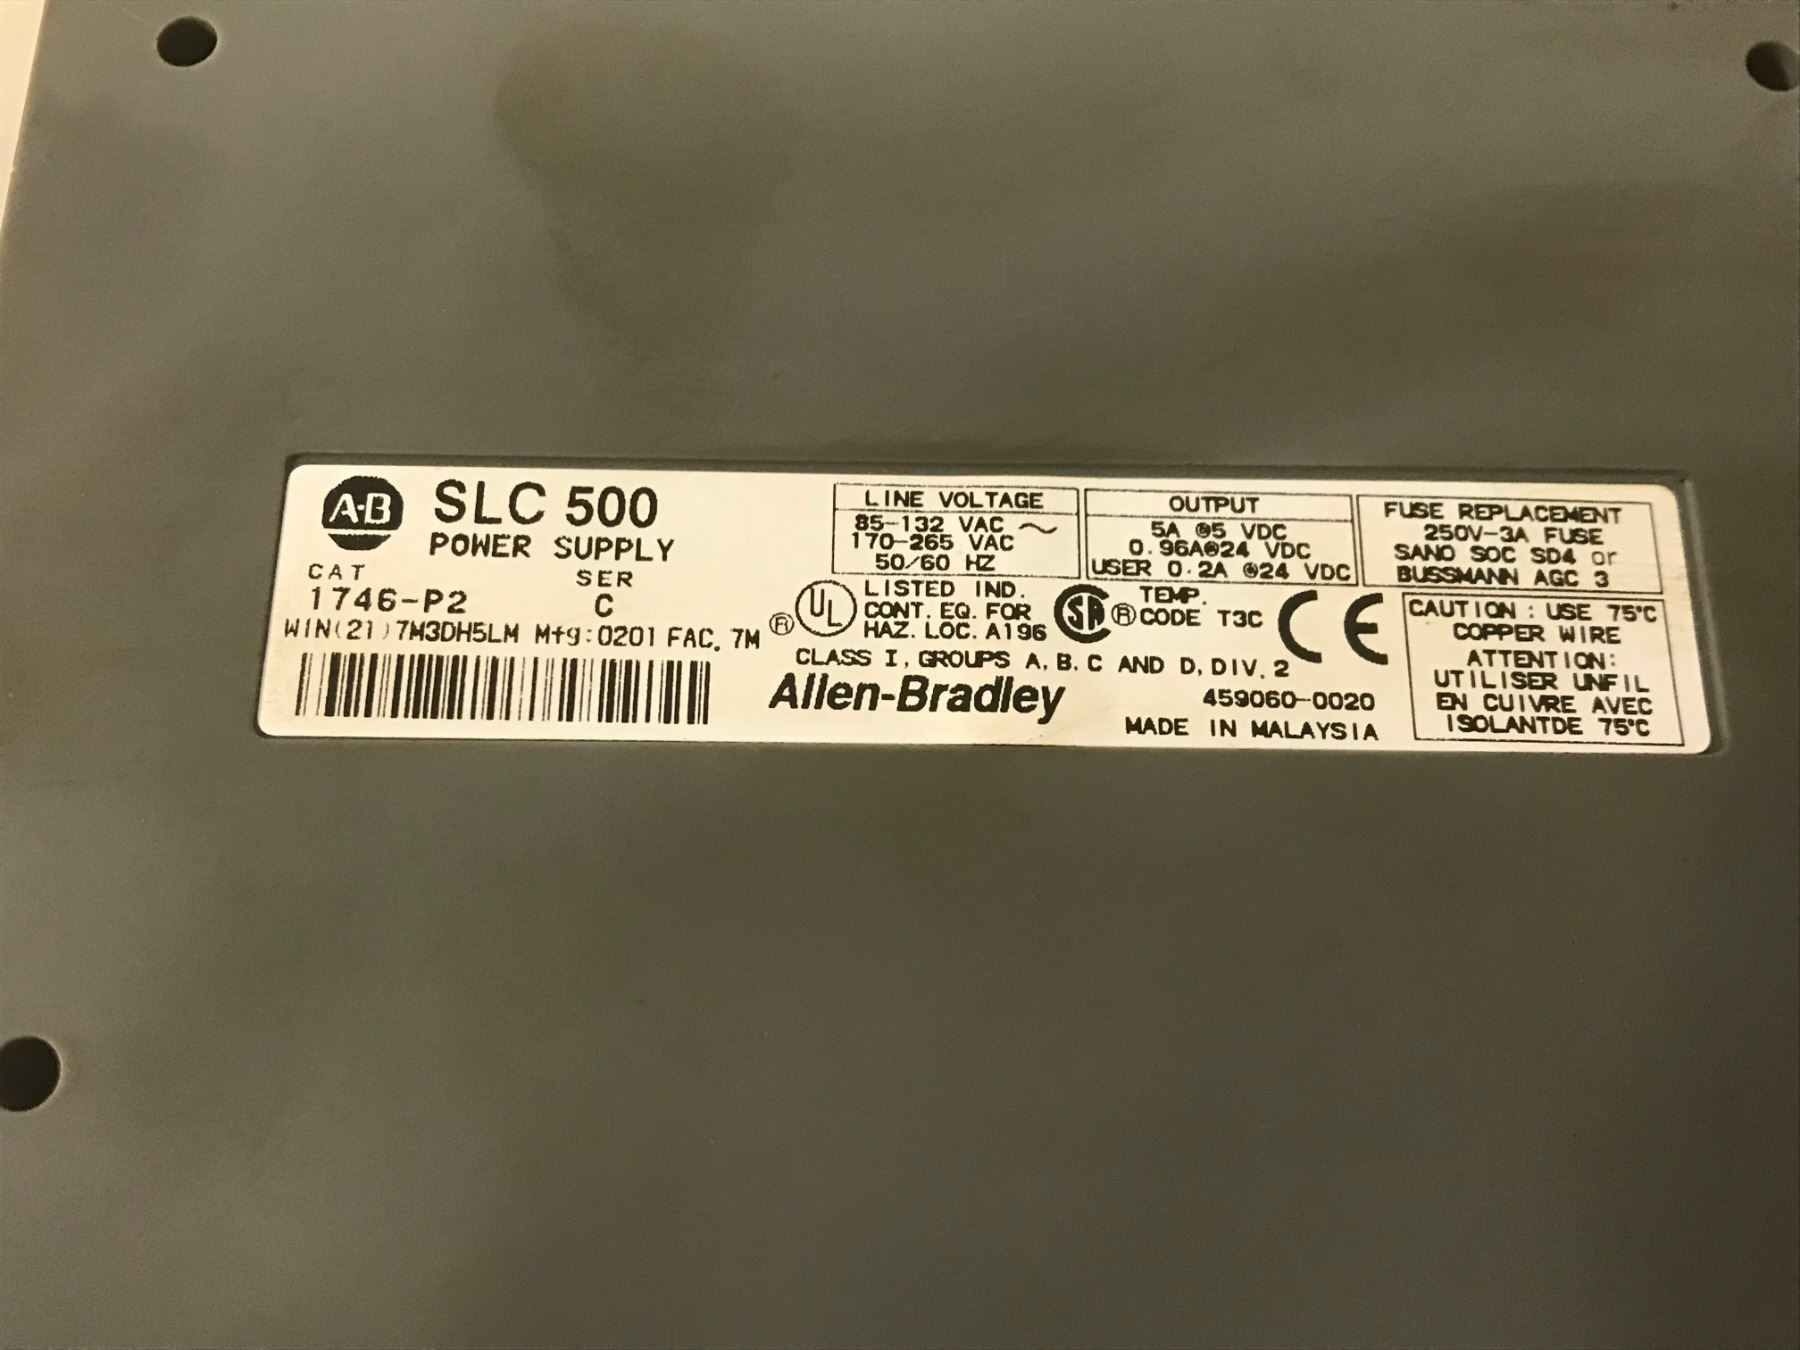 A-B
SLC 500
POWER SUPPLY
CAT SER
1746-P2 C
WIN(21)7M3DH5LM Mfg:0201 FAC. 7M
LINE VOLTAGE
85-132 VAC ~
170-265 VAC
50/60 HZ
OUTPUT
5A @5 VDC
0.96A@24 VDC
USER 0.2A @24 VDC
FUSE REPLACEMENT
250V-3A FUSE
SANO SOC SD4 or
BUSSMANN AGC 3
® UL
LISTED IND.
CONT. EQ. FOR
HAZ. LOC. A196
SA ®
TEMP.
CODE T3C
CE
CLASS I, GROUPS A, B, C AND D, DIV. 2
Allen-Bradley
459060-0020
MADE IN MALAYSIA
CAUTION: USE 75°C
COPPER WIRE
ATTENTION:
UTILISER UNFIL
EN CUIVRE AVEC
ISOLANTDE 75°C